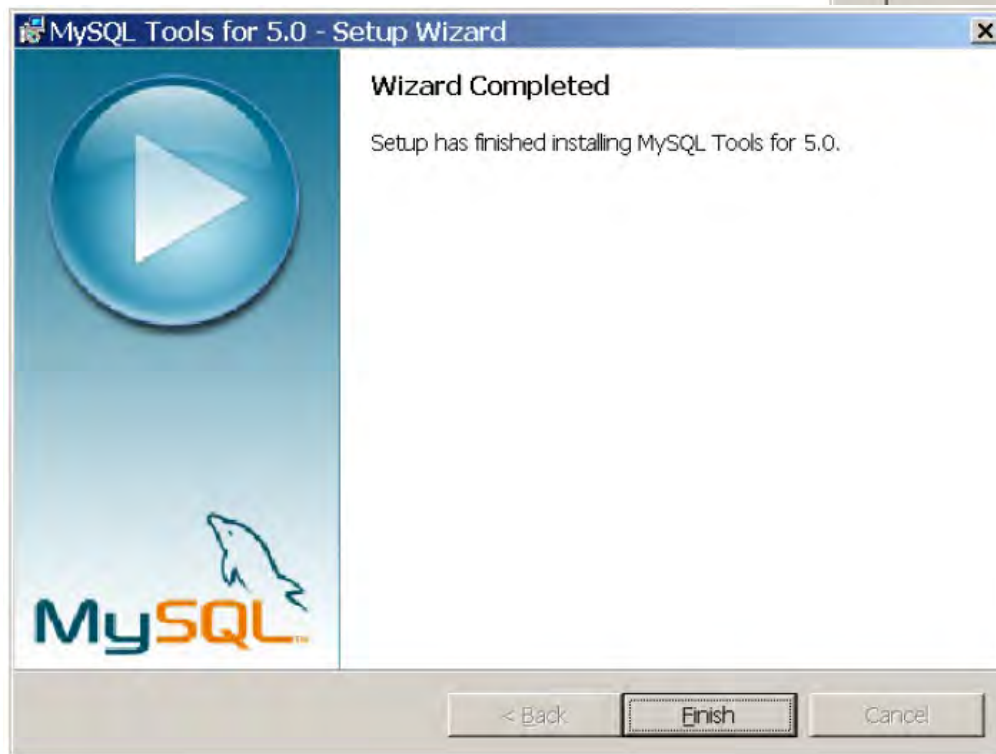 MySQL Tools for 5.0 - Setup Wizard
Wizard Completed
Setup has finished installing MySQL Tools for 5.0.
MySQL™
< Back
Finish
Cancel